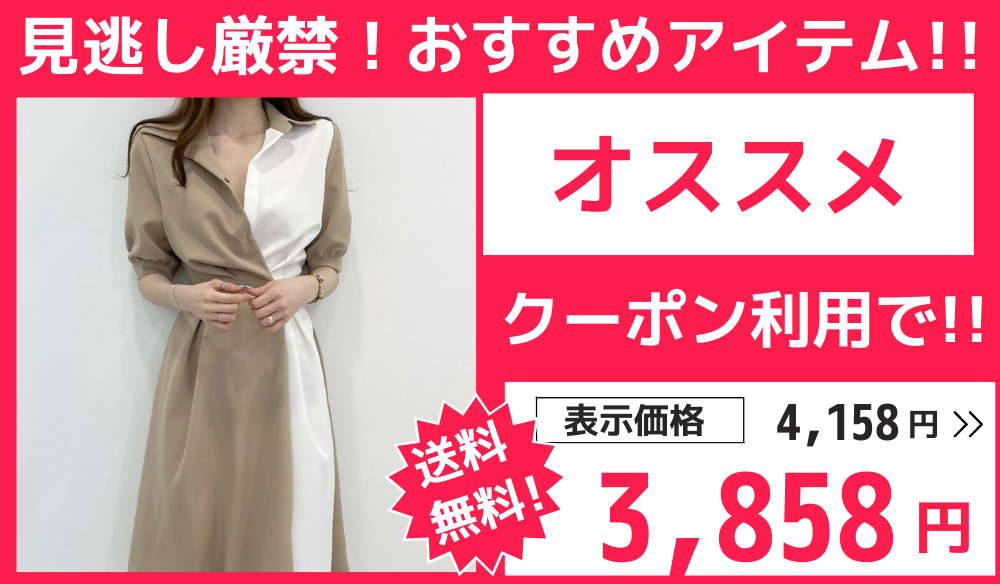 見逃し厳禁！おすすめアイテム!!
オススメ
クーポン利用で!!
表示価格 4,158円 >>
送料
無料!
3,858円